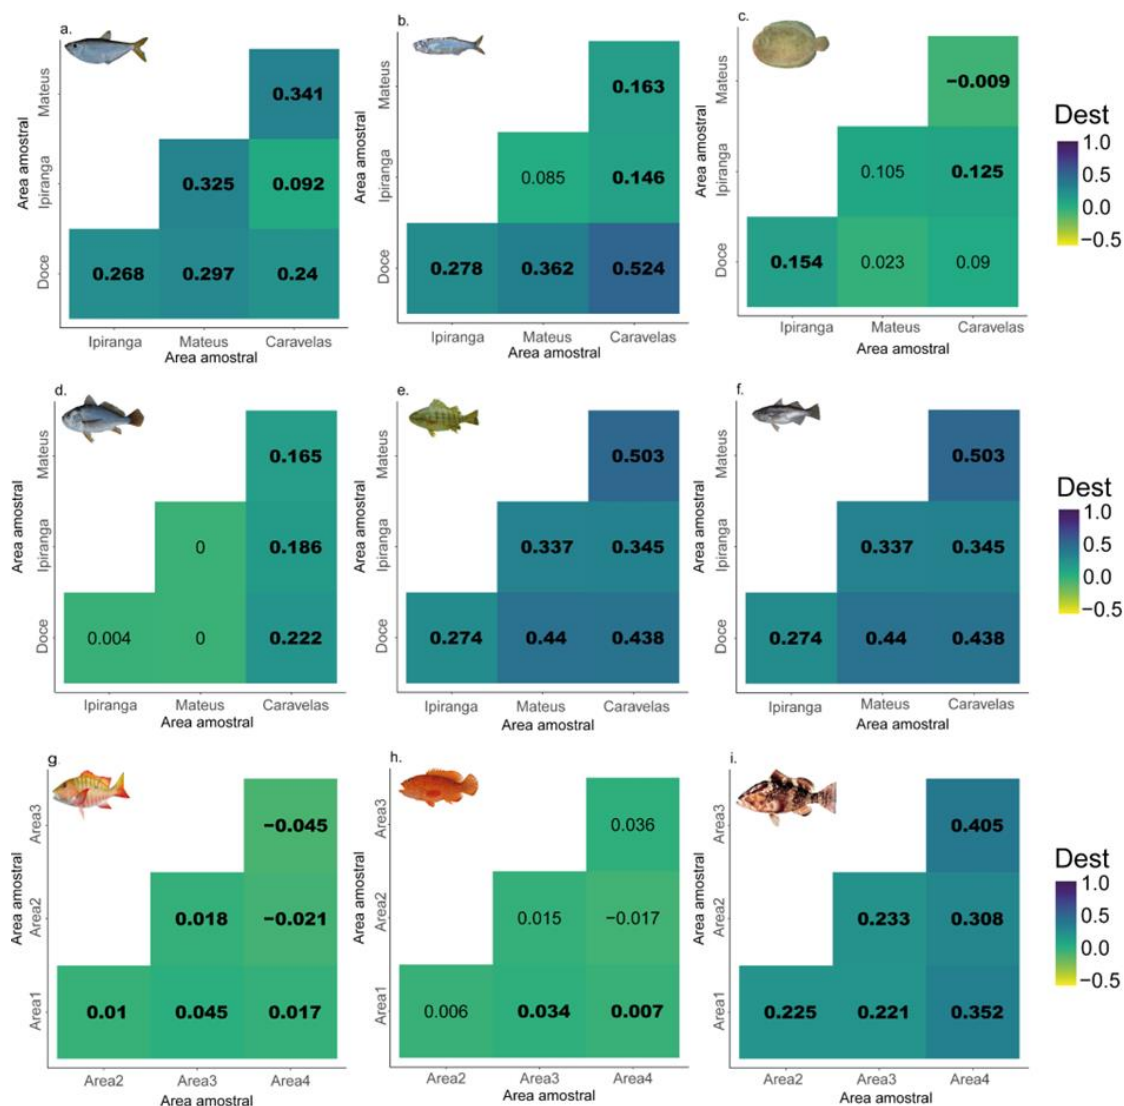 a.
Mateus
0.341
Area amostral
Ipiranga
0.325
0.092
Doce
0.268
0.297
0.24
Ipiranga
Mateus
Caravelas
Area amostral
b.
Mateus
0.163
Area amostral
Ipiranga
0.085
0.146
Doce
0.278
0.362
0.524
Ipiranga
Mateus
Caravelas
Area amostral
c.
Mateus
−0.009
Area amostral
Ipiranga
0.105
0.125
Doce
0.154
0.023
0.09
Ipiranga
Mateus
Caravelas
Area amostral
Dest
1.0
0.5
0.0
−0.5
d.
Mateus
0.165
Area amostral
Ipiranga
0
0.186
Doce
0.004
0
0.222
Ipiranga
Mateus
Caravelas
Area amostral
e.
Mateus
0.503
Area amostral
Ipiranga
0.337
0.345
Doce
0.274
0.44
0.438
Ipiranga
Mateus
Caravelas
Area amostral
f.
Mateus
0.503
Area amostral
Ipiranga
0.337
0.345
Doce
0.274
0.44
0.438
Ipiranga
Mateus
Caravelas
Area amostral
Dest
1.0
0.5
0.0
−0.5
g.
Area3
−0.045
Area amostral
Area2
0.018
−0.021
Area1
0.01
0.045
0.017
Area2
Area3
Area4
Area amostral
h.
Area3
0.036
Area amostral
Area2
0.015
−0.017
Area1
0.006
0.034
0.007
Area2
Area3
Area4
Area amostral
i.
Area3
0.405
Area amostral
Area2
0.233
0.308
Area1
0.225
0.221
0.352
Area2
Area3
Area4
Area amostral
Dest
1.0
0.5
0.0
−0.5